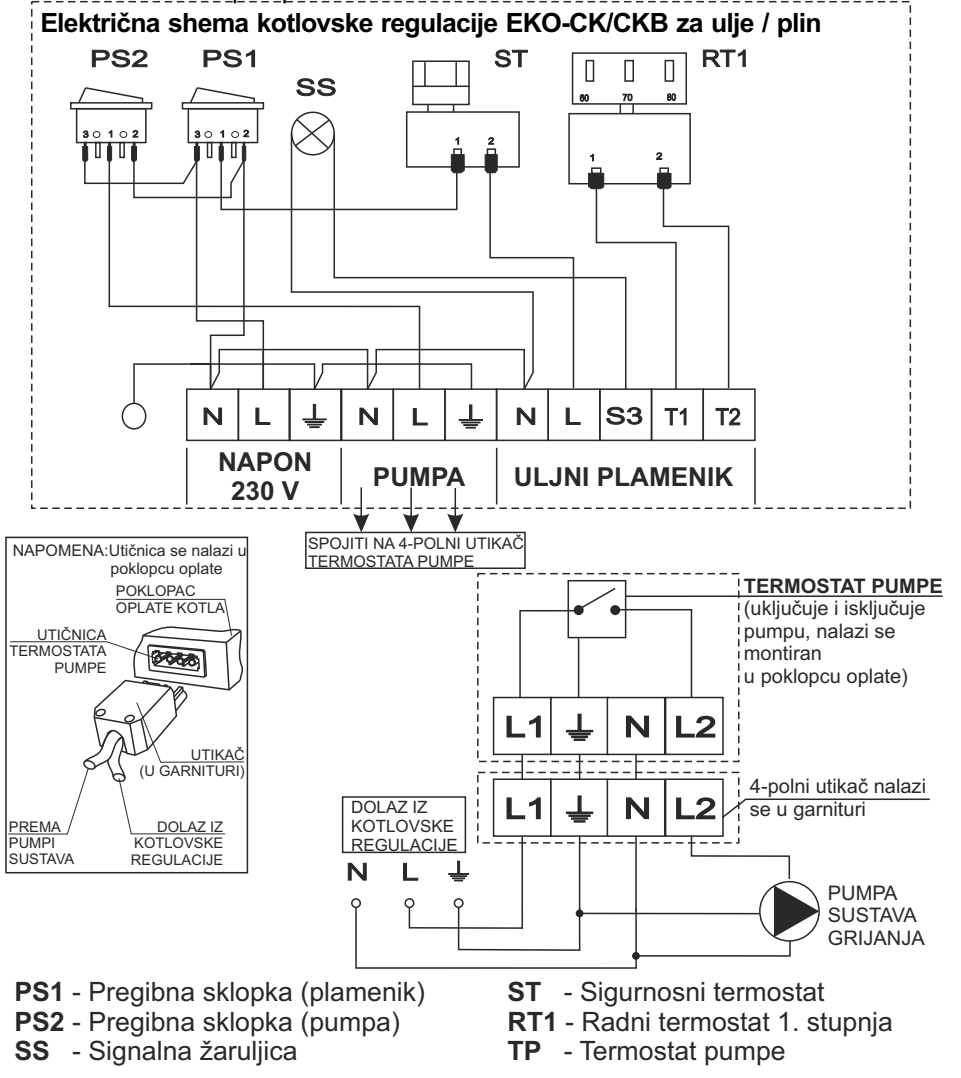 Električna shema kotlovske regulacije EKO-CK/CKB za ulje / plin
PS2
PS1
SS
ST
RT1
3 1 2
3 1 2
1 2
60 70 80
1 2
N L N L N L S3 T1 T2
NAPON
230 V
PUMPA
ULJNI PLAMENIK
SPOJITI NA 4-POLNI UTIKAČ
TERMOSTATA PUMPE
NAPOMENA:Utičnica se nalazi u
poklopcu oplate
POKLOPAC
OPLATE KOTLA
UTIČNICA
TERMOSTATA
PUMPE
UTIKAČ
(U GARNITURI)
PREMA
PUMPI
SUSTAVA
DOLAZ IZ
KOTLOVSKE
REGULACIJE
TERMOSTAT PUMPE
(uključuje i isključuje
pumpu, nalazi se
montiran
u poklopcu oplate)
L1 N L2
L1 N L2
4-polni utikač nalazi
se u garnituri
DOLAZ IZ
KOTLOVSKE
REGULACIJE
N L
PUMPA
SUSTAVA
GRIJANJA
PS1 - Pregibna sklopka (plamenik)
PS2 - Pregibna sklopka (pumpa)
SS - Signalna žaruljica
ST - Sigurnosni termostat
RT1 - Radni termostat 1. stupnja
TP - Termostat pumpe